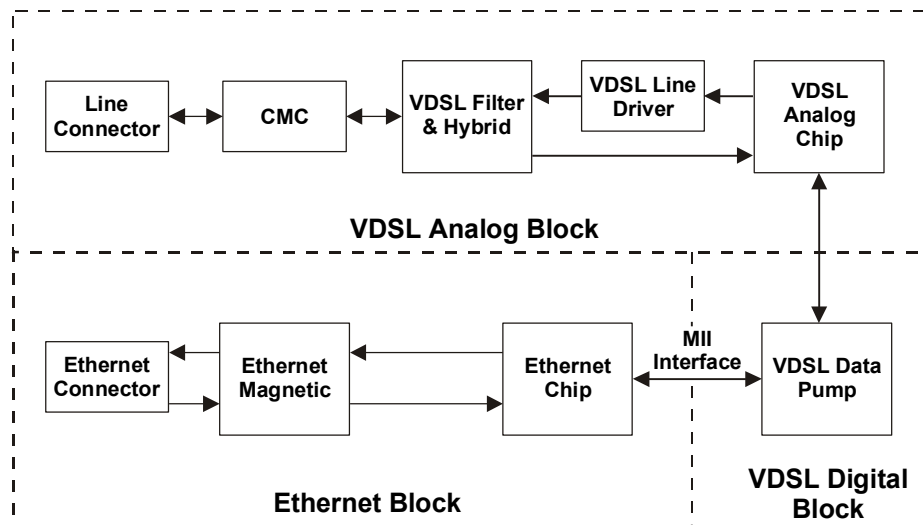 Line
Connector
CMC
VDSL Filter
& Hybrid
VDSL Line
Driver
VDSL
Analog
Chip
VDSL Analog Block
Ethernet
Connector
Ethernet
Magnetic
Ethernet
Chip
MII
Interface
VDSL Data
Pump
Ethernet Block
VDSL Digital
Block